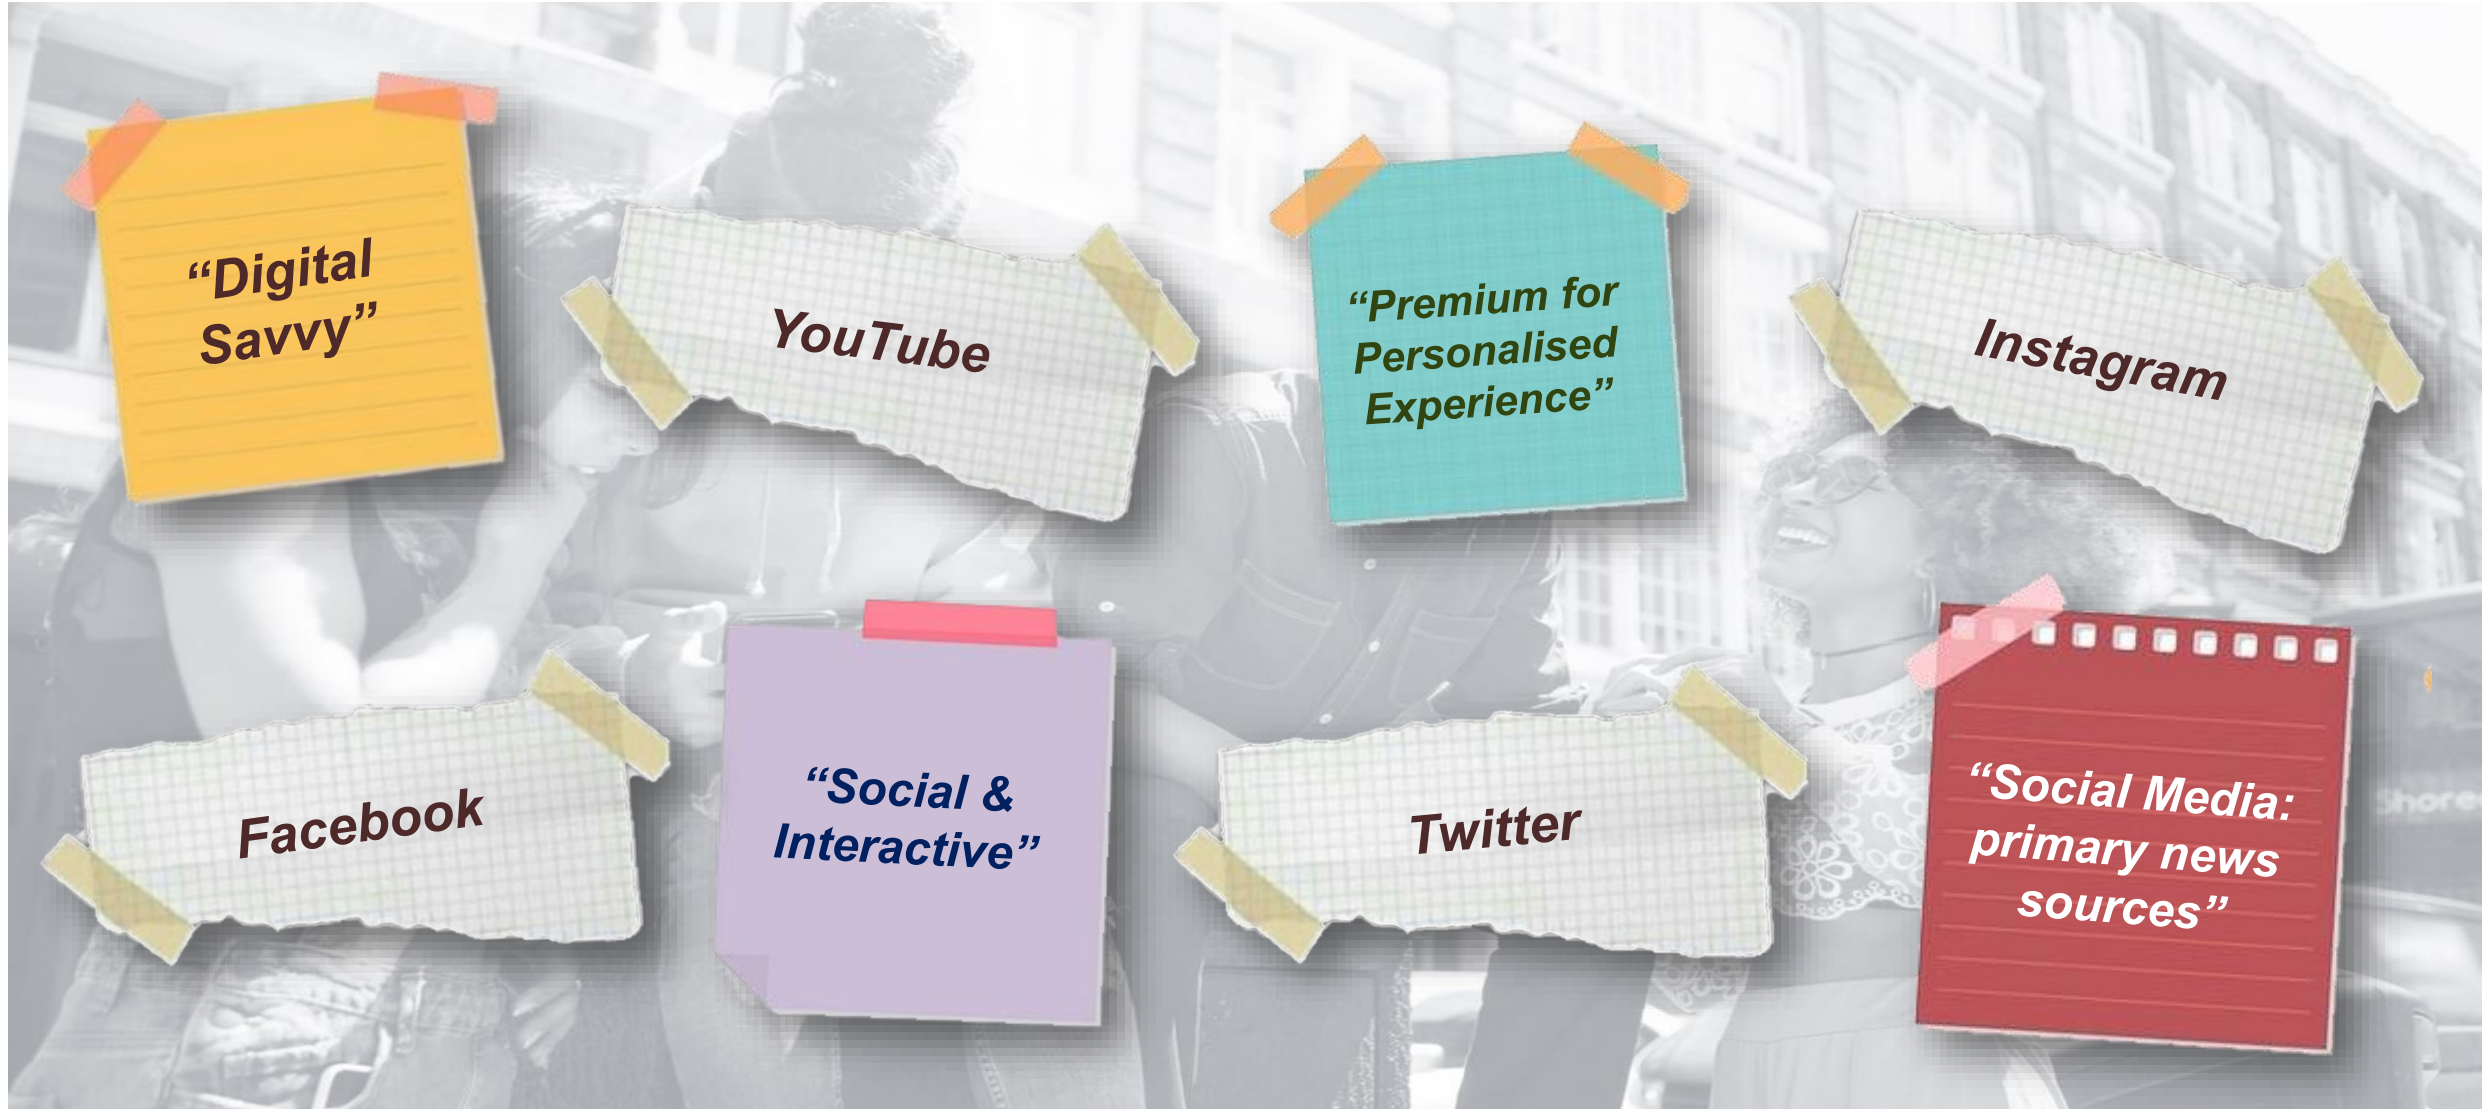 “Digital
Savvy”
YouTube
“Premium for
Personalised
Experience”
Instagram
Facebook
“Social &
Interactive”
Twitter
“Social Media:
primary news
sources”